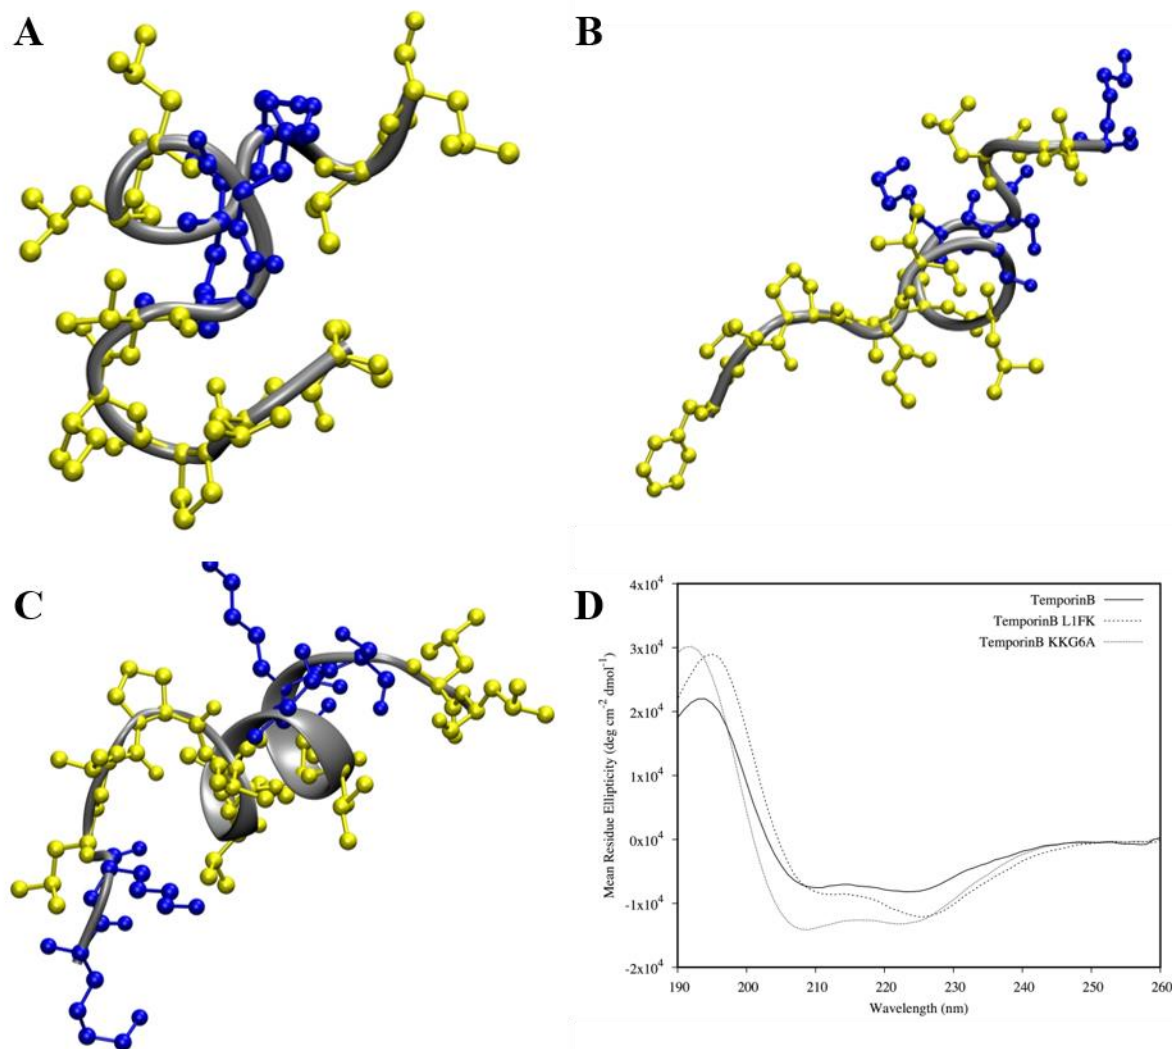 A
B
C
D
4x10⁴
3x10⁴
2x10⁴
1x10⁴
0x10⁴
-1x10⁴
-2x10⁴
Mean Residue Ellipticity (deg cm⁻² dmol⁻¹)
TemporinB
TemporinB L1FK
TemporinB KKG6A
190 200 210 220 230 240 250 260
Wavelength (nm)